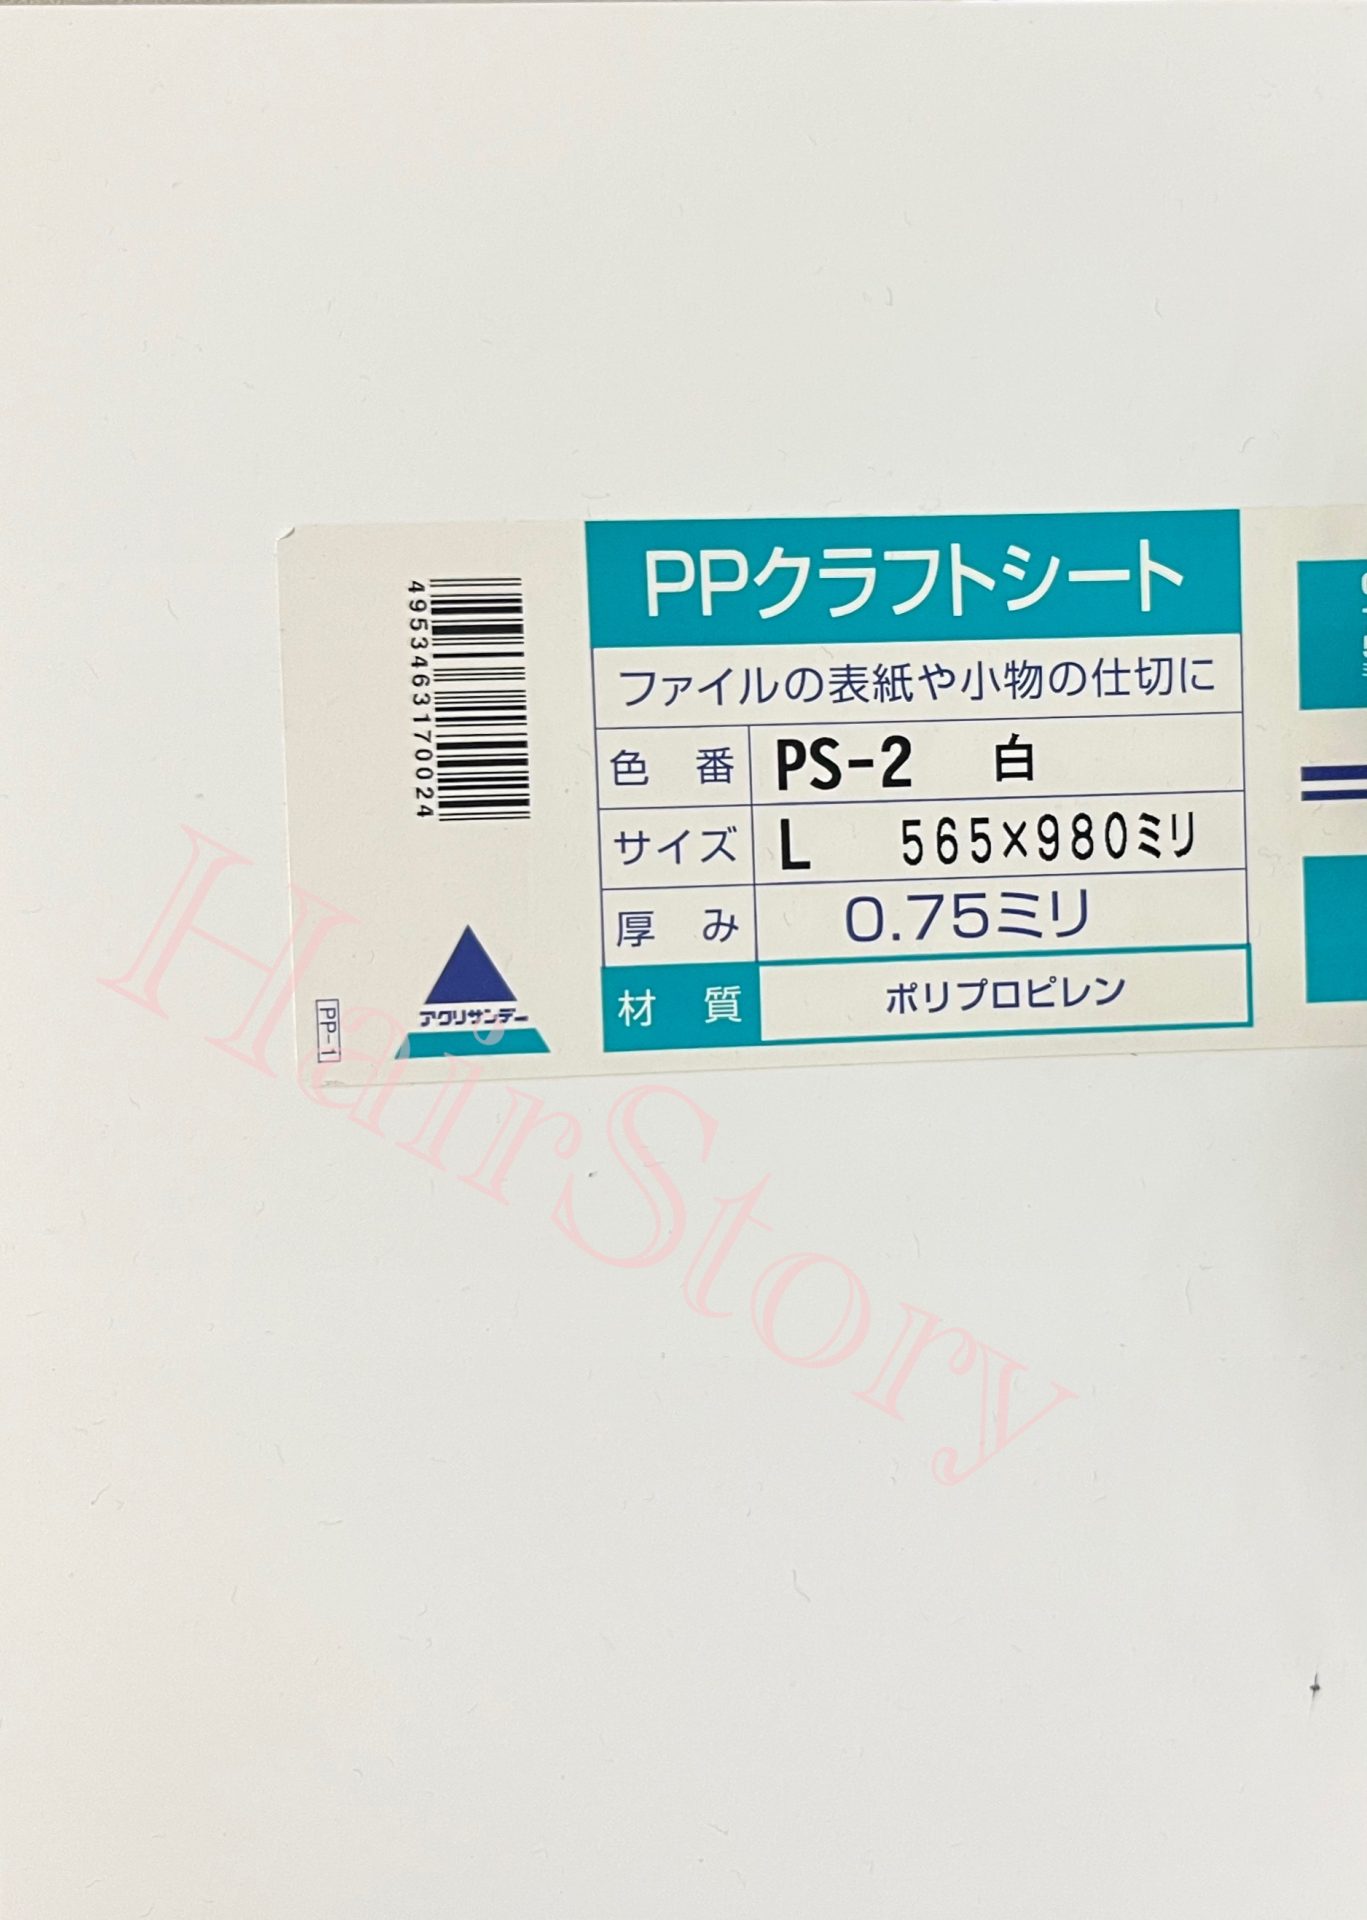 PPクラフトシート
ファイルの表紙や小物の仕切に
色番 PS-2 白
サイズ L 565×980ミリ
厚み 0.75ミリ
材質 ポリプロピレン
4953463170024
アクリサンデー
PP-1
HairStory